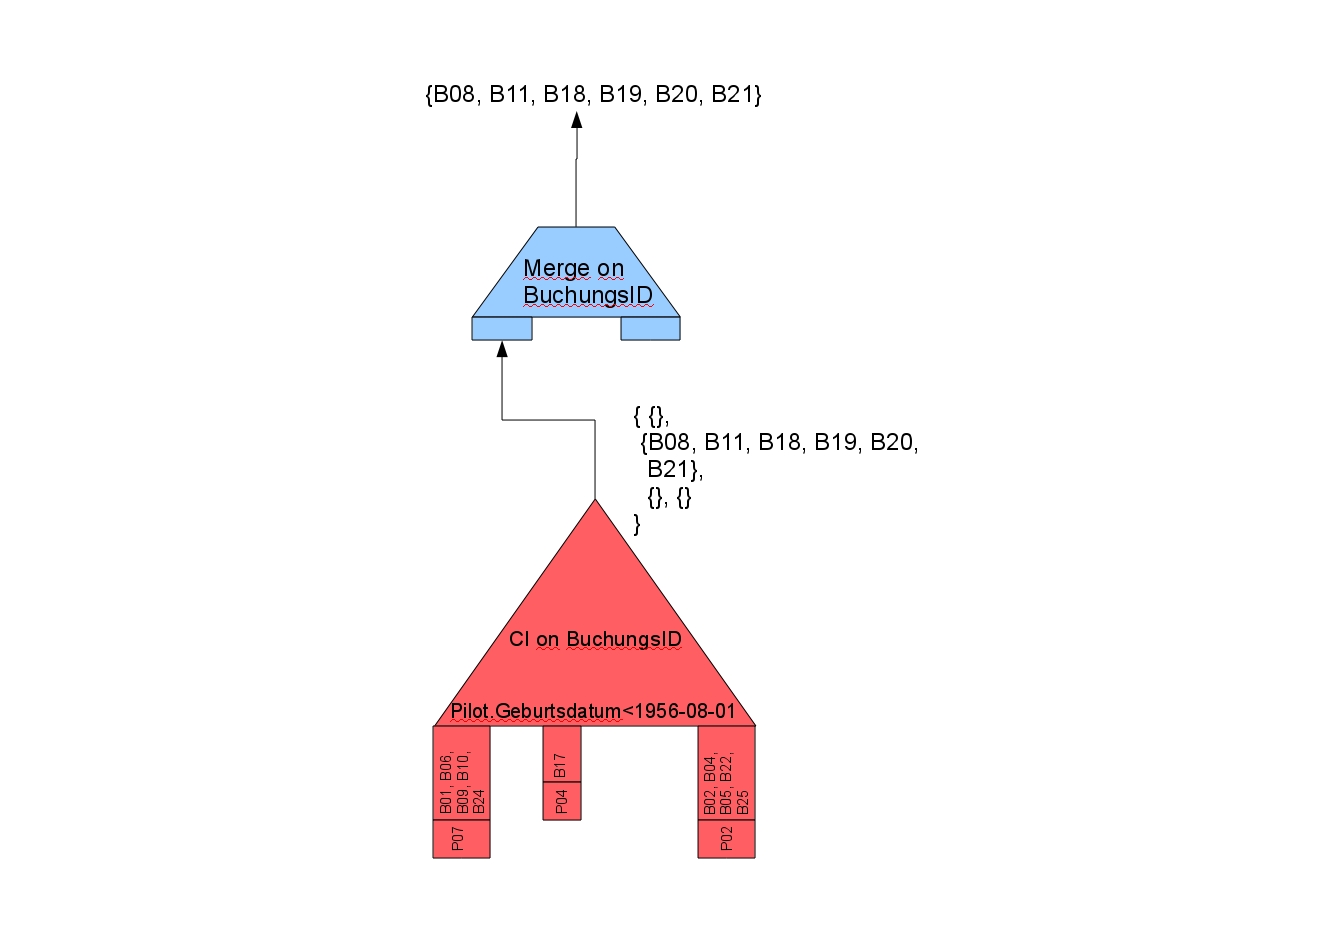 {B08, B11, B18, B19, B20, B21}
Merge on
BuchungsID
{ {},
{B08, B11, B18, B19, B20,
B21},
{}, {}
}
CI on BuchungsID
Pilot.Geburtsdatum<1956-08-01
B01, B06,
B09, B10,
B24
P07
B17
P04
B02, B04,
B05, B22,
B25
P02